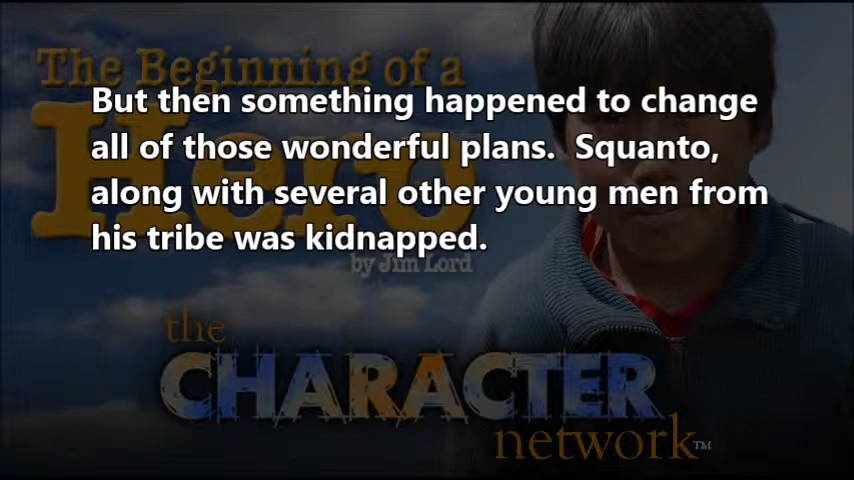 The Beginning of a
Hero
by Jim Lord
But then something happened to change
all of those wonderful plans.  Squanto,
along with several other young men from
his tribe was kidnapped.
the
CHARACTER
network™